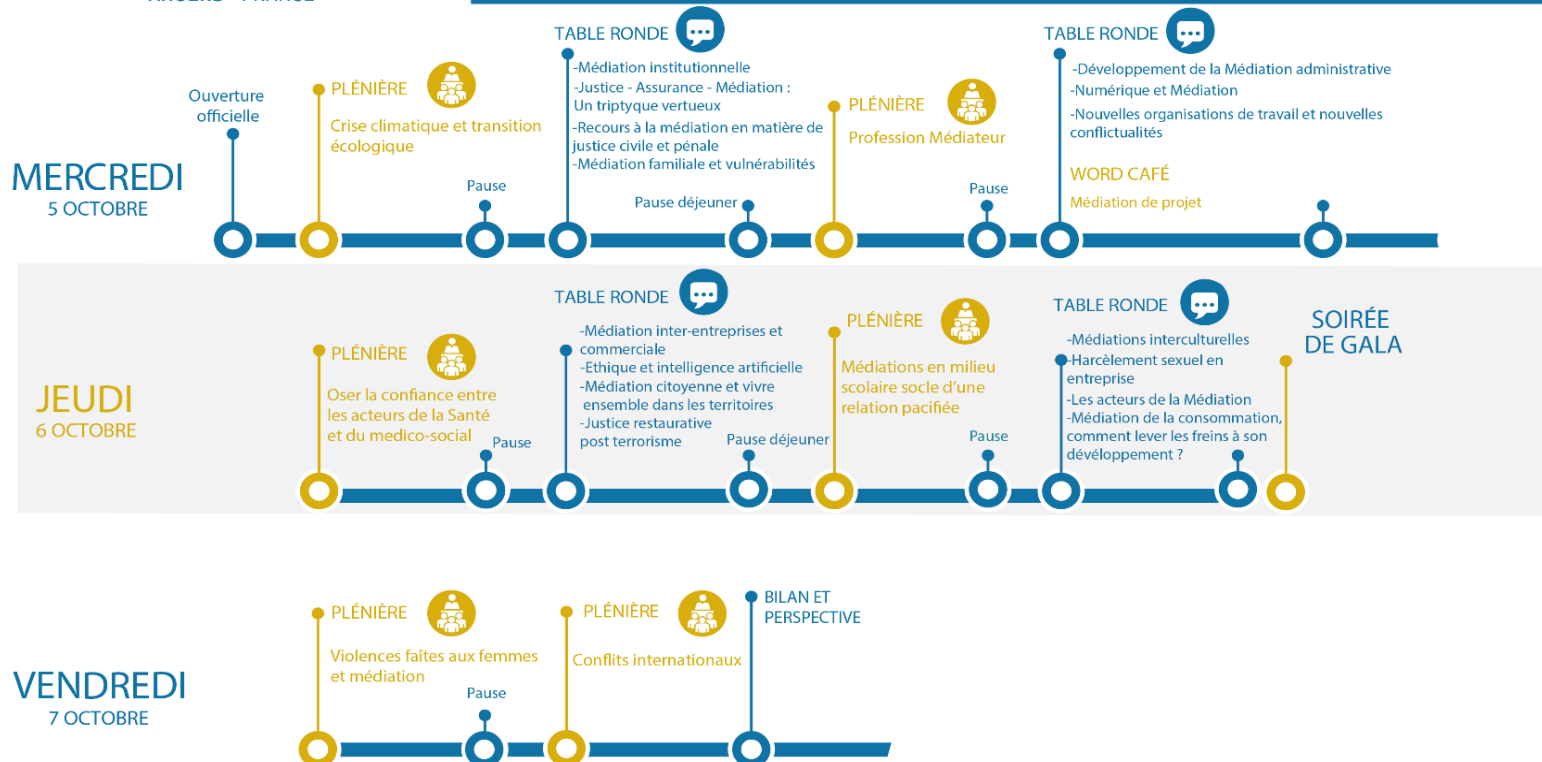 ANGERS - FRANCE
MERCREDI
5 OCTOBRE
Ouverture
officielle
PLÉNIÈRE
Crise climatique et transition
écologique
Pause
TABLE RONDE
-Médiation institutionnelle
-Justice - Assurance - Médiation :
Un triptyque vertueux
-Recours à la médiation en matière de
justice civile et pénale
-Médiation familiale et vulnérabilités
Pause déjeuner
PLÉNIÈRE
Profession Médiateur
Pause
TABLE RONDE
-Développement de la Médiation administrative
-Numérique et Médiation
-Nouvelles organisations de travail et nouvelles
conflictualités
WORD CAFÉ
Médiation de projet
JEUDI
6 OCTOBRE
PLÉNIÈRE
Oser la confiance entre
les acteurs de la Santé
et du medico-social
Pause
TABLE RONDE
-Médiation inter-entreprises et
commerciale
-Ethique et intelligence artificielle
-Médiation citoyenne et vivre
ensemble dans les territoires
-Justice restaurative
post terrorisme
Pause déjeuner
PLÉNIÈRE
Médiations en milieu
scolaire socle d'une
relation pacifiée
Pause
TABLE RONDE
-Médiations interculturelles
-Harcèlement sexuel en
entreprise
-Les acteurs de la Médiation
-Médiation de la consommation,
comment lever les freins à son
dévéloppement ?
SOIRÉE
DE GALA
VENDREDI
7 OCTOBRE
PLÉNIÈRE
Violences faîtes aux femmes
et médiation
Pause
PLÉNIÈRE
Conflits internationaux
BILAN ET
PERSPECTIVE